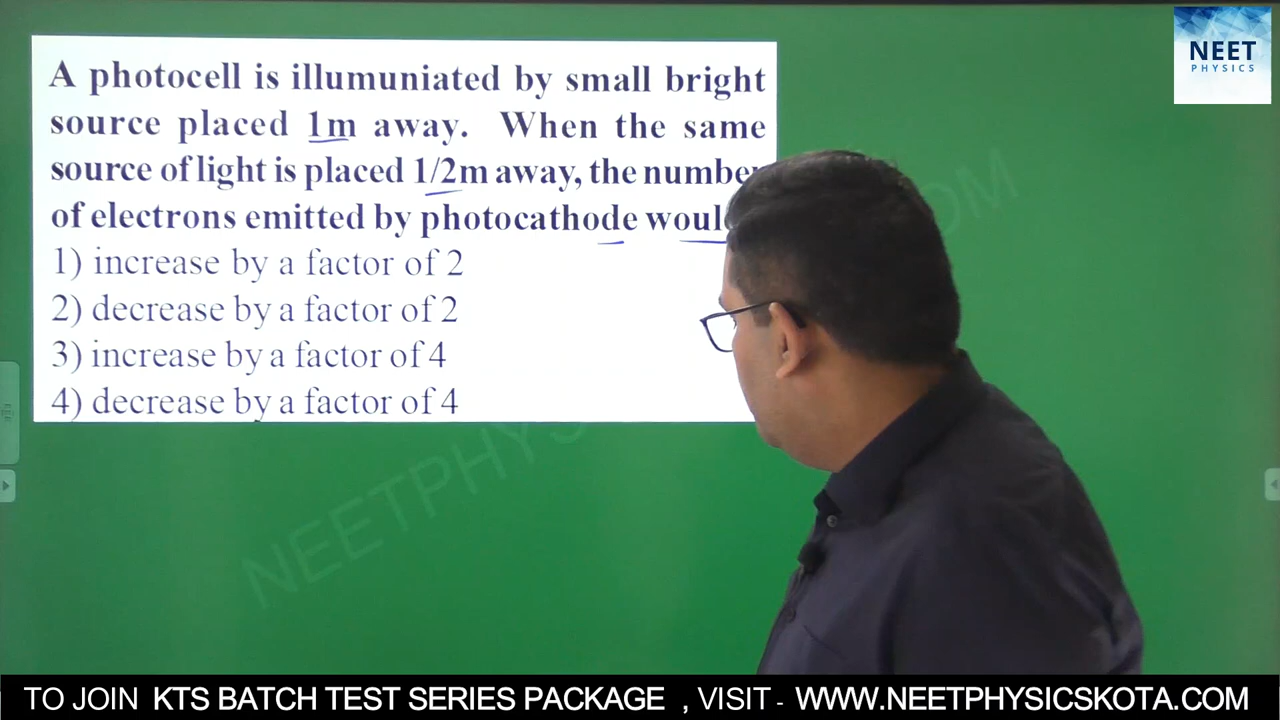 A photocell is illumuniated by small bright
source placed 1m away. When the same
source of light is placed 1/2m away, the number
of electrons emitted by photocathode would
1) increase by a factor of 2
2) decrease by a factor of 2
3) increase by a factor of 4
4) decrease by a factor of 4
NEET
PHYSICS
NEETPHYSI
OM
TO JOIN KTS BATCH TEST SERIES PACKAGE , VISIT - WWW.NEETPHYSICSKOTA.COM